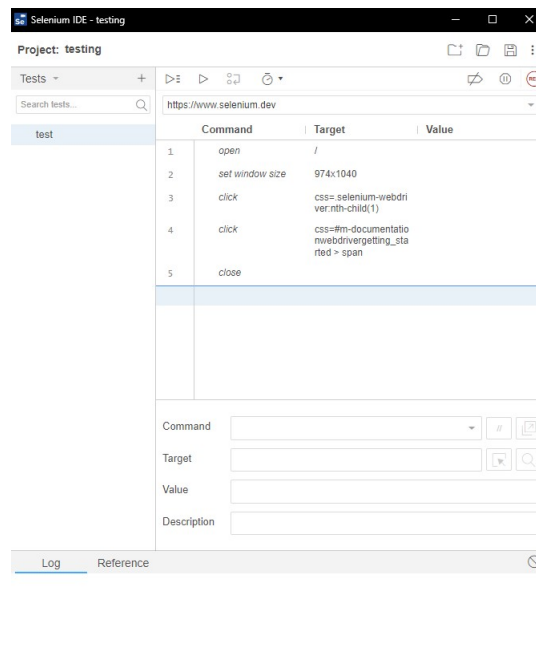 Se Selenium IDE - testing
Project: testing
Tests
Search tests...
test
https://www.selenium.dev
Command Target Value
1 open /
2 set window size 974x1040
3 click css=.selenium-webdri
ver:nth-child(1)
4 click css=#m-documentatio
nwebdrivergetting_sta
rted > span
5 close
Command //
Target
Value
Description
Log Reference